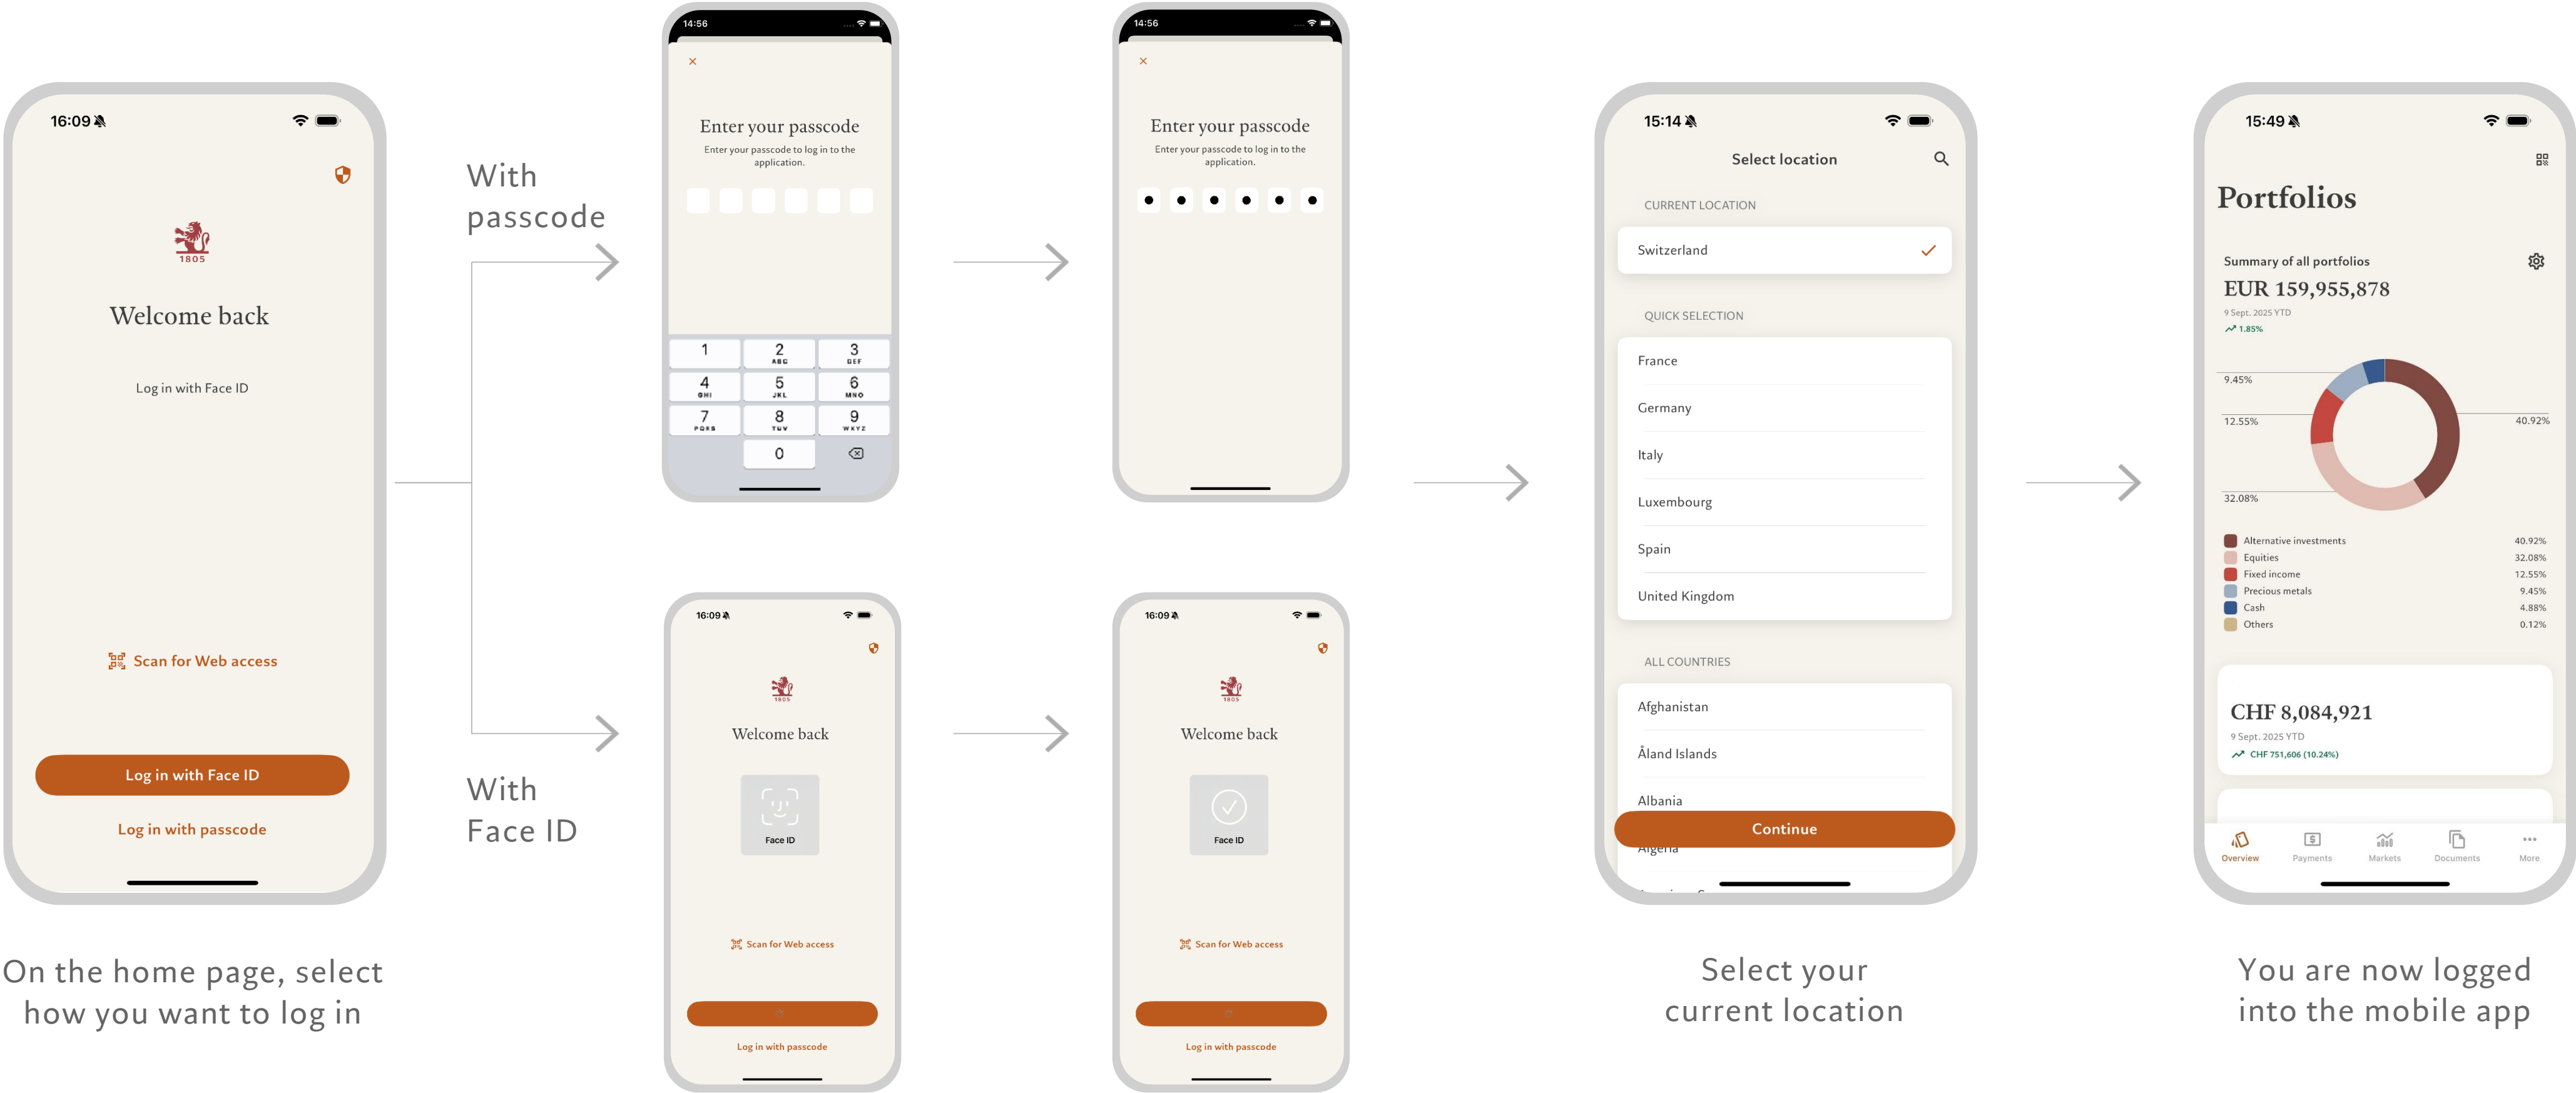 16:09
1805
Welcome back
Log in with Face ID
Scan for Web access
Log in with Face ID
Log in with passcode
On the home page, select
how you want to log in
With
passcode
With
Face ID
14:56
Enter your passcode
Enter your passcode to log in to the
application.
1
2
ABC
3
DEF
4
GHI
5
JKL
6
MNO
7
PQRS
8
TUV
9
WXYZ
0
14:56
Enter your passcode
Enter your passcode to log in to the
application.
16:09
1805
Welcome back
Face ID
Scan for Web access
Log in with passcode
16:09
1805
Welcome back
Face ID
Scan for Web access
Log in with passcode
15:14
Select location
CURRENT LOCATION
Switzerland
QUICK SELECTION
France
Germany
Italy
Luxembourg
Spain
United Kingdom
ALL COUNTRIES
Afghanistan
Åland Islands
Albania
Continue
Algeria
Select your
current location
15:49
Portfolios
Summary of all portfolios
EUR 159,955,878
9 Sept. 2025 YTD
1.85%
9.45%
12.55%
40.92%
32.08%
Alternative investments 40.92%
Equities 32.08%
Fixed income 12.55%
Precious metals 9.45%
Cash 4.88%
Others 0.12%
CHF 8,084,921
9 Sept. 2025 YTD
CHF 751,606 (10.24%)
Overview Payments Markets Documents More
You are now logged
into the mobile app